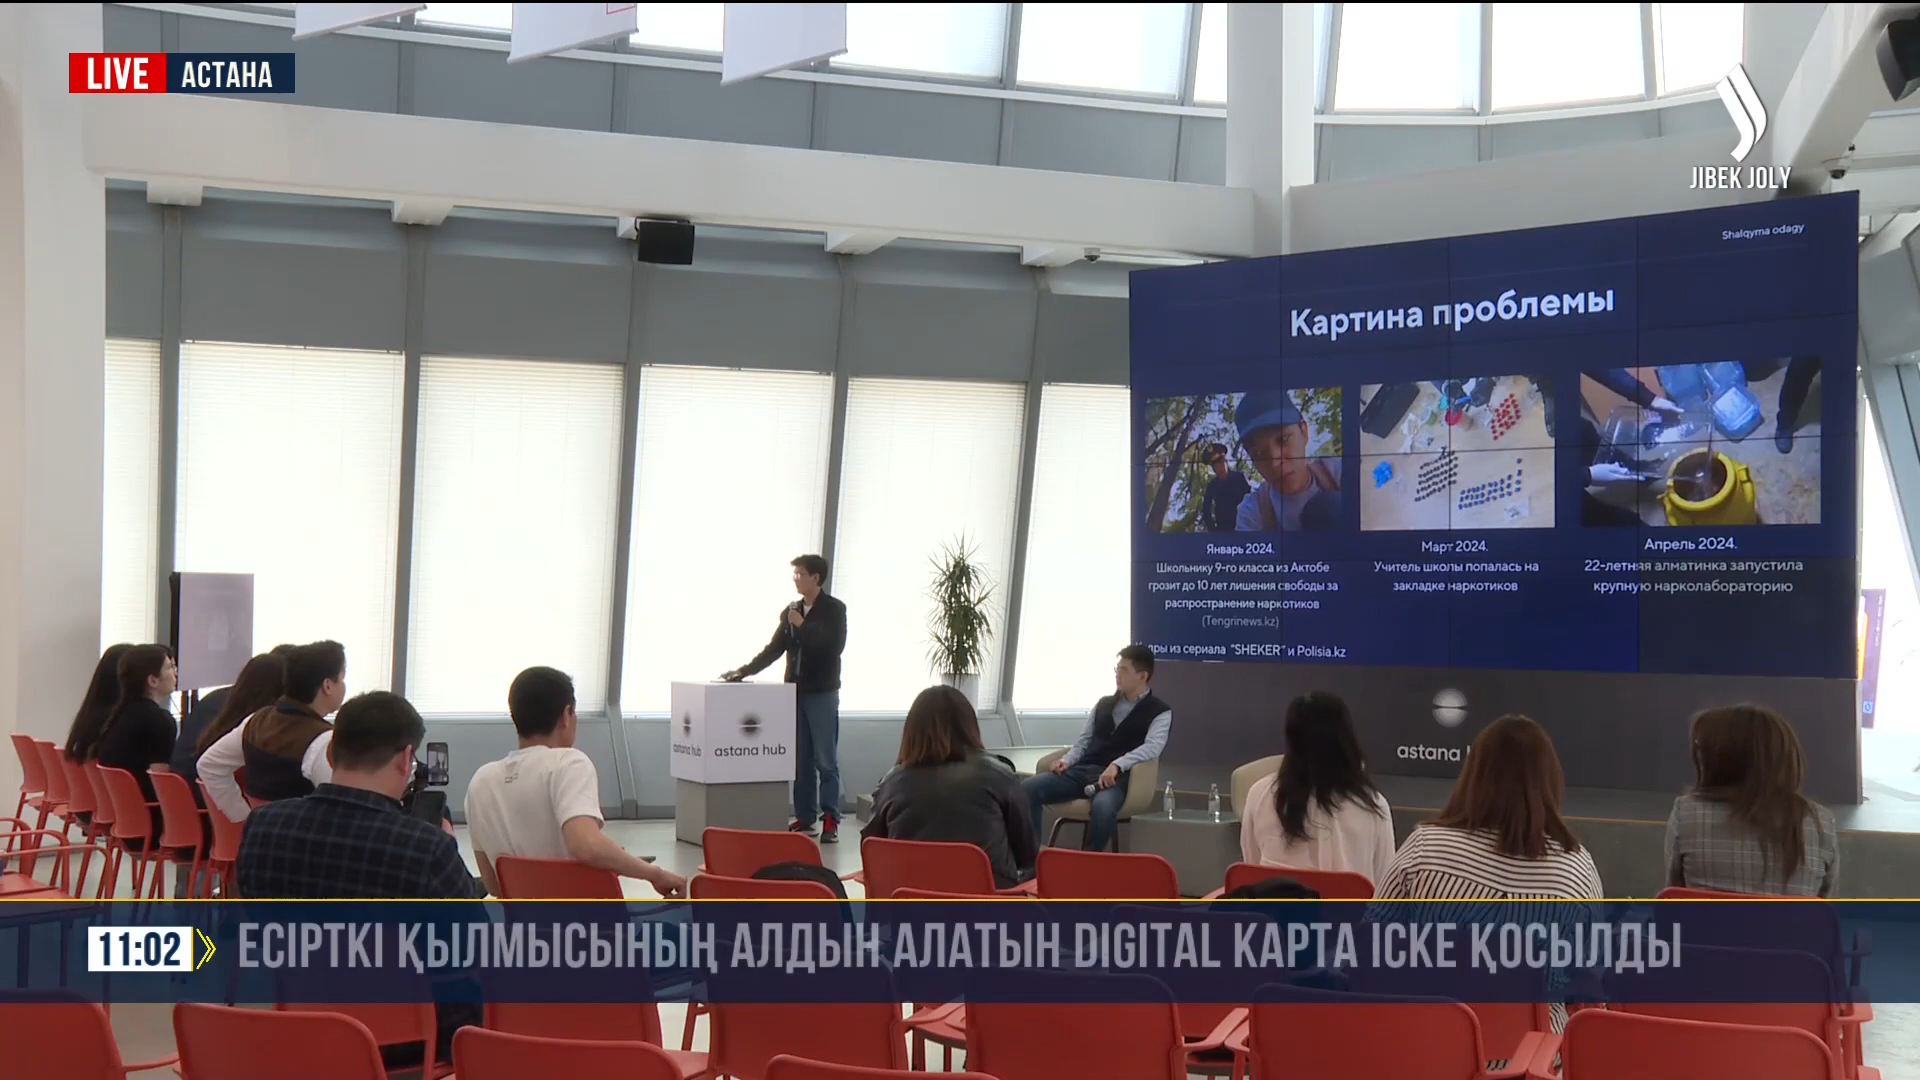 LIVE АСТАНА
JIBEK JOLY
Shalqyma odagy
Картина проблемы
Январь 2024.
Школьнику 9-го класса из Актобе
грозит до 10 лет лишения свободы за
распространение наркотиков
(Tengrinews.kz)
Март 2024.
Учитель школы попалась на
закладке наркотиков
Апрель 2024.
22-летняя алматинка запустила
крупную нарколабораторию
из сериала "SHEKER" и Polisia.kz
astana hub
astana hub
astana
11:02 ЕСІРТКІ ҚЫЛМЫСЫНЫҢ АЛДЫН АЛАТЫН DIGITAL КАРТА ІСКЕ ҚОСЫЛДЫ